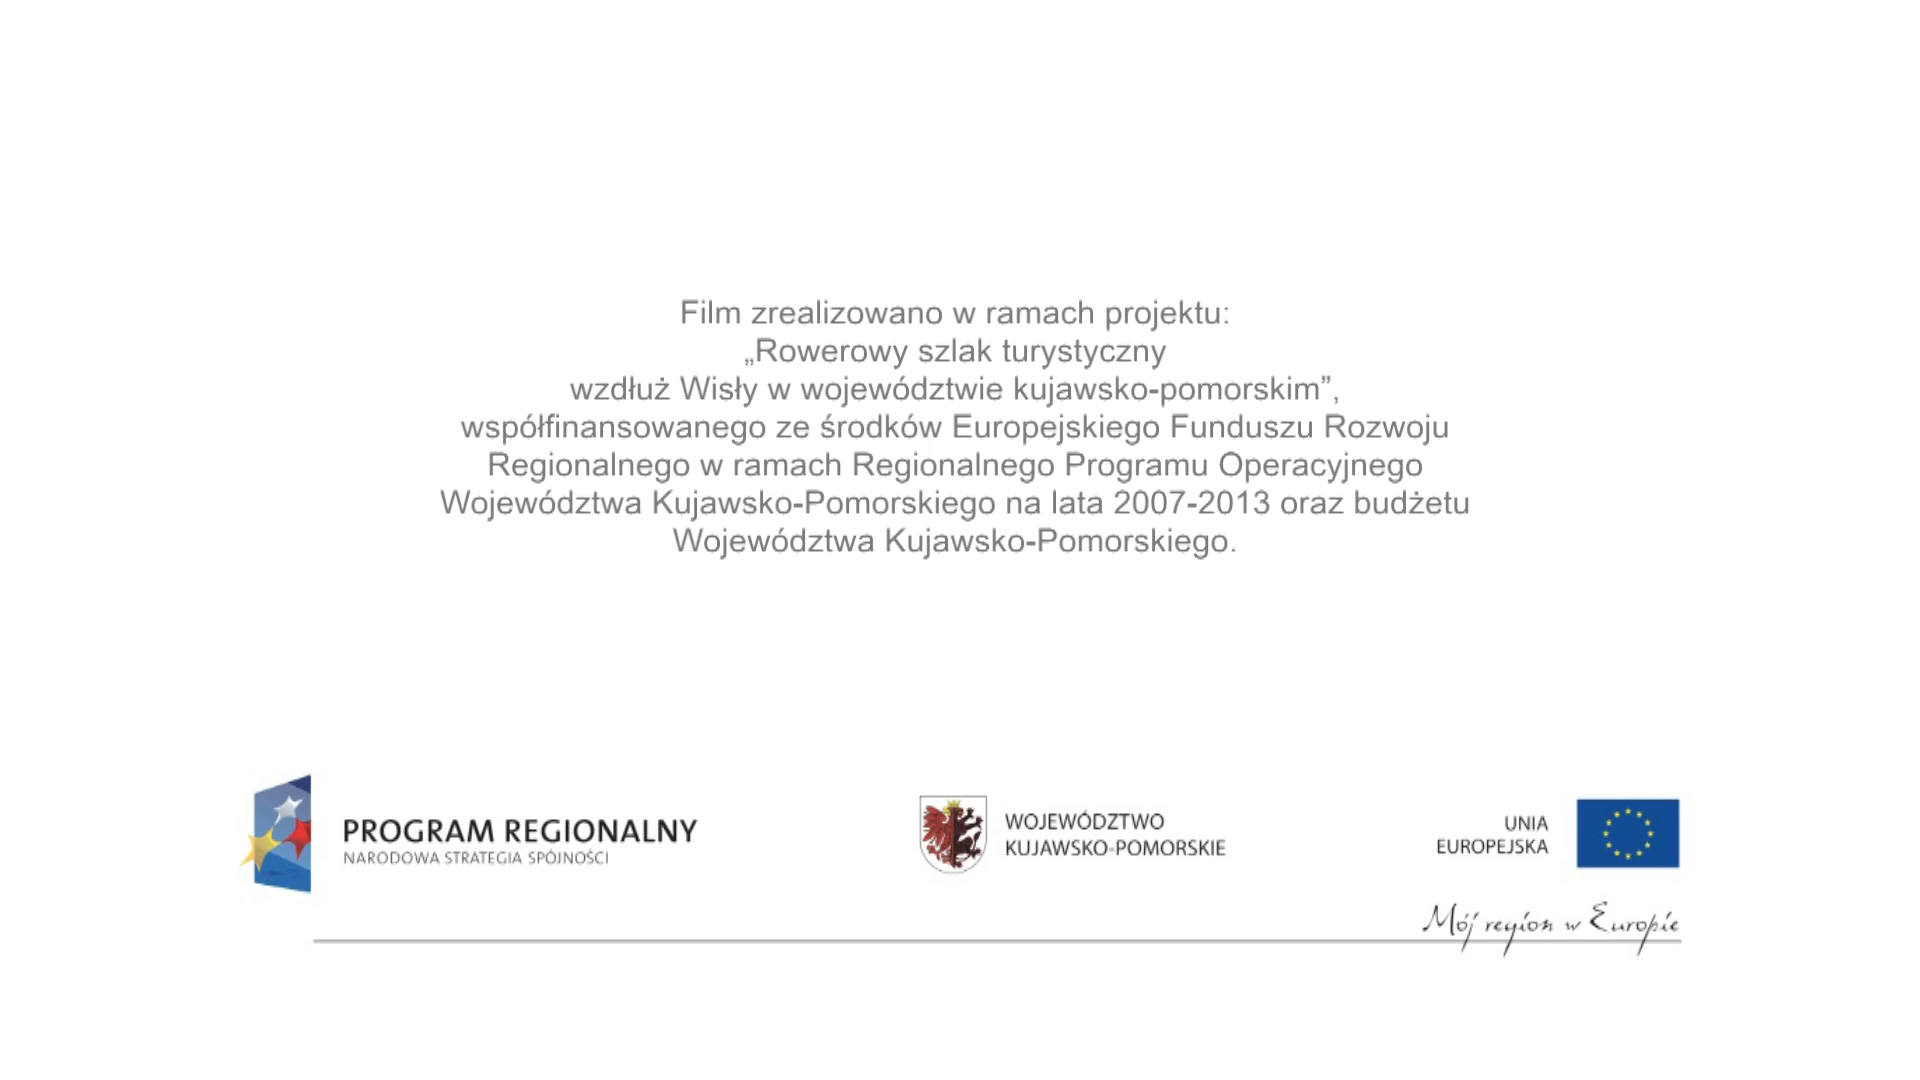 Film zrealizowano w ramach projektu:
„Rowerowy szlak turystyczny
wzdłuż Wisły w województwie kujawsko-pomorskim”,
współfinansowanego ze środków Europejskiego Funduszu Rozwoju
Regionalnego w ramach Regionalnego Programu Operacyjnego
Województwa Kujawsko-Pomorskiego na lata 2007-2013 oraz budżetu
Województwa Kujawsko-Pomorskiego.
PROGRAM REGIONALNY
NARODOWA STRATEGIA SPÓJNOŚCI
WOJEWÓDZTWO
KUJAWSKO-POMORSKIE
UNIA
EUROPEJSKA
Mój region w Europie